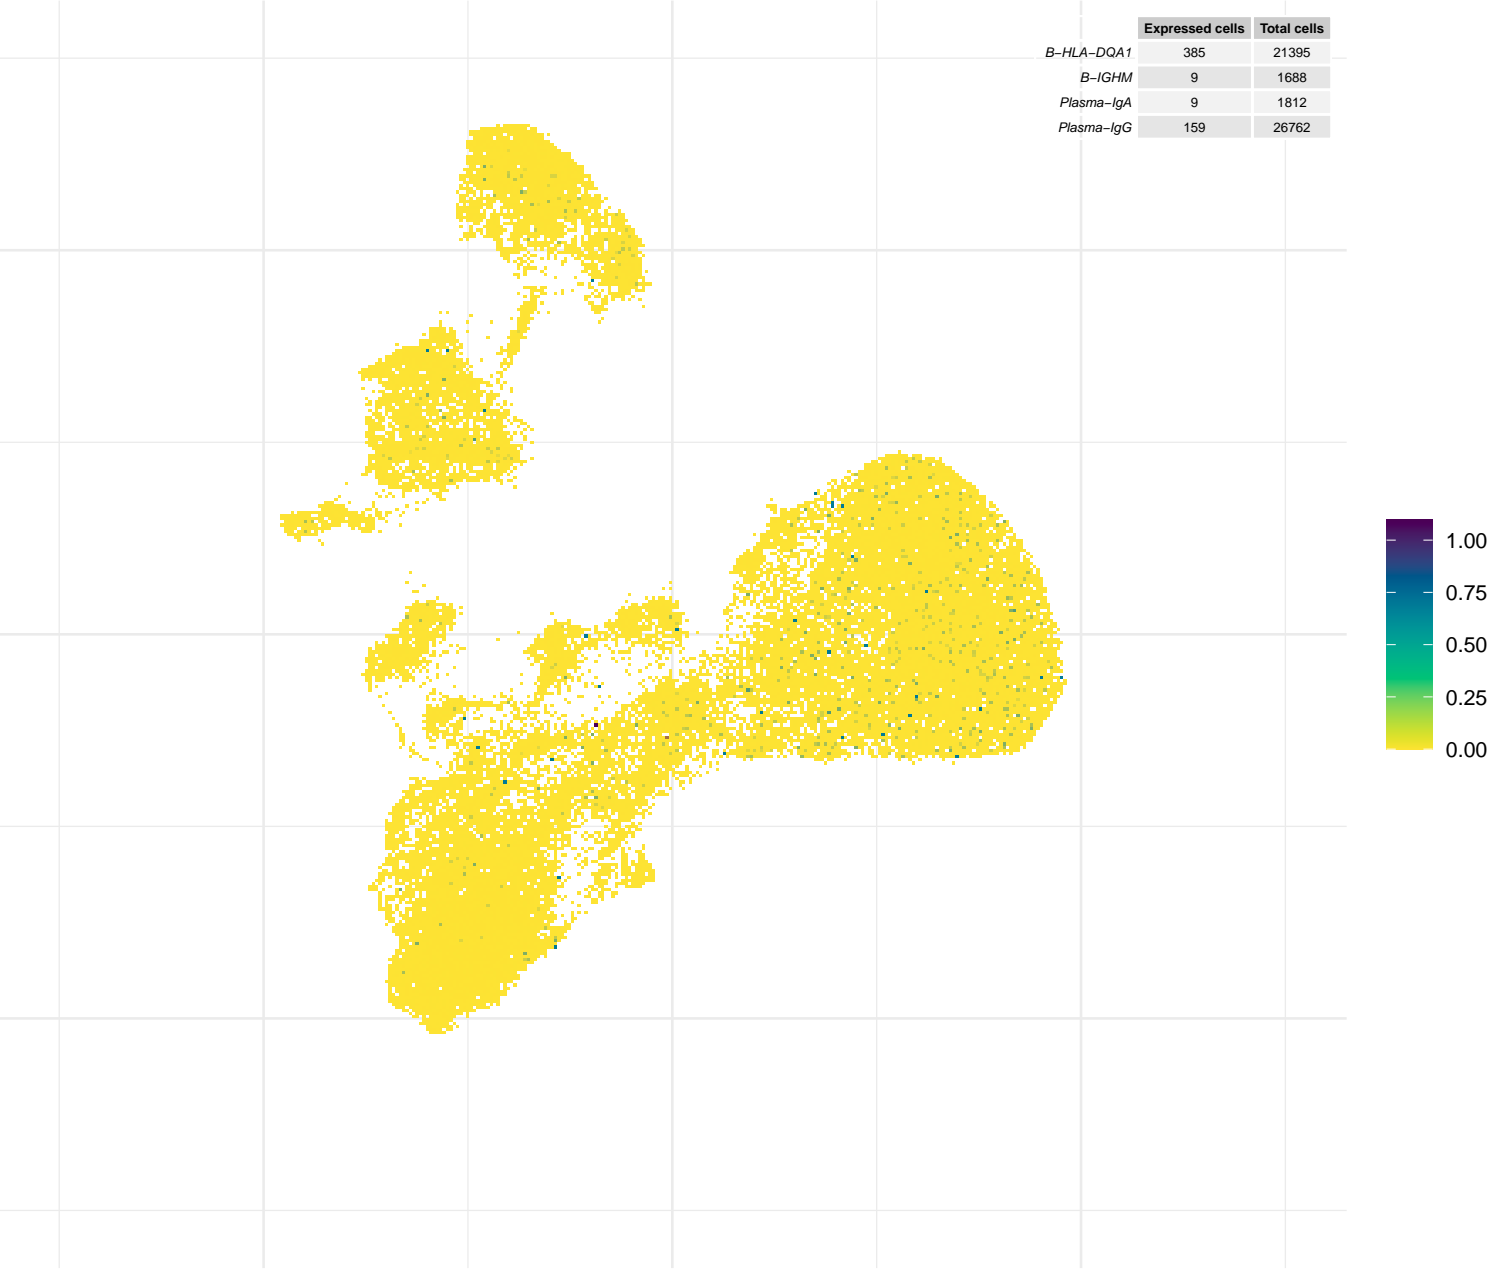 Expressed cells Total cells
B−HLA−DQA1 385 21395
B−IGHM 9 1688
Plasma−IgA 9 1812
Plasma−IgG 159 26762
1.00
0.75
0.50
0.25
0.00